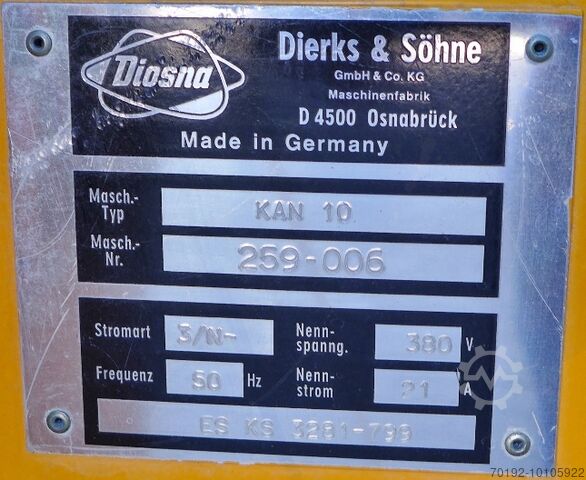 Diosna
Dierks & Söhne
GmbH & Co. KG
Maschinenfabrik
D 4500 Osnabrück
Made in Germany
Masch.-Typ KAN 10
Masch.-Nr. 259-006
Stromart 3/N~ Nenn-spanng. 380 V
Frequenz 50 Hz Nenn-strom 21 A
ES KS 3281-799
70192-10105922